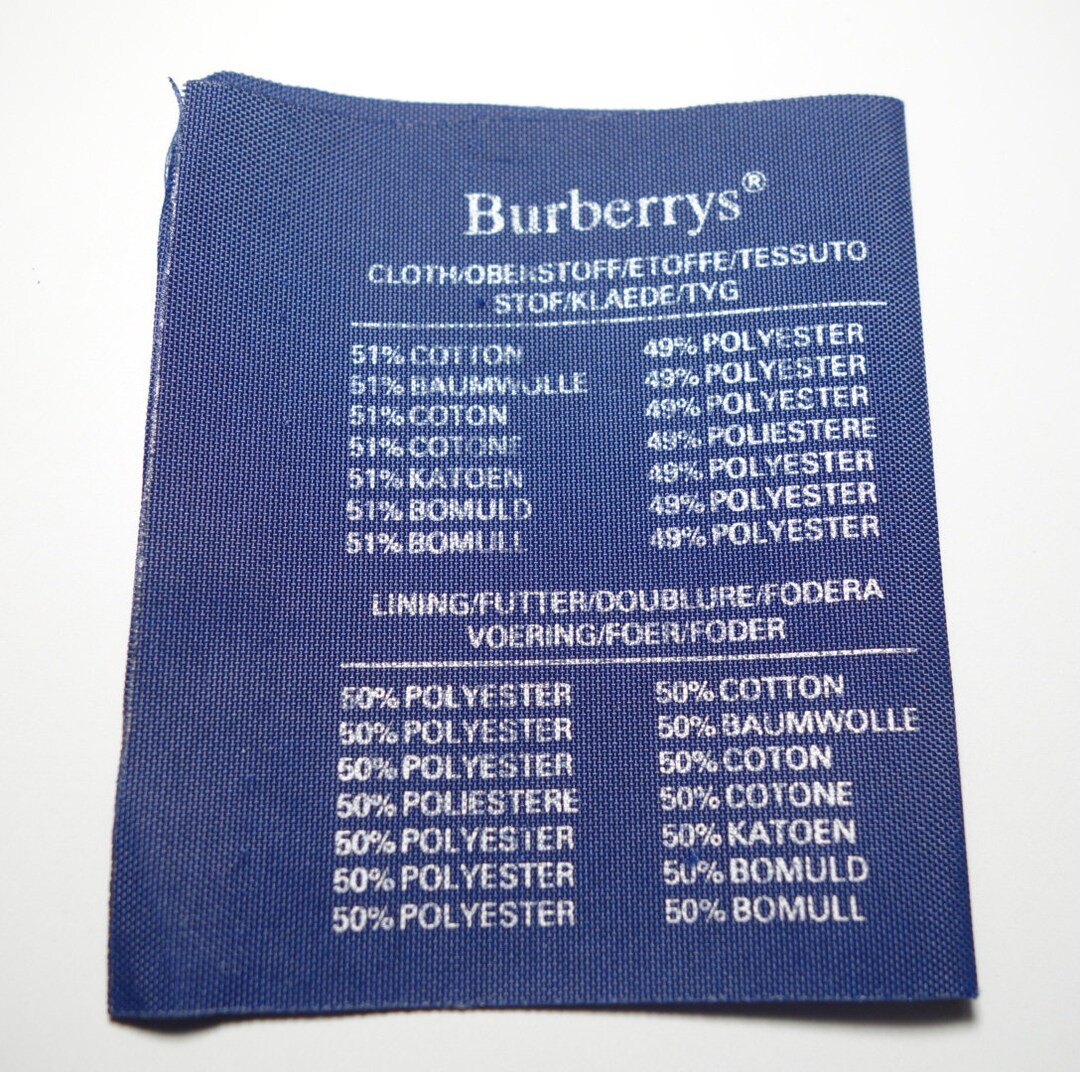 Burberrys®
CLOTH/OBERSTOFF/ETOFFE/TESSUTO
STOF/KLAEDE/TYG
51% COTTON 49% POLYESTER
51% BAUMWOLLE 49% POLYESTER
51% COTON 49% POLYESTER
51% COTONE 49% POLIESTERE
51% KATOEN 49% POLYESTER
51% BOMULD 49% POLYESTER
51% BOMULL 49% POLYESTER
LINING/FUTTER/DOUBLURE/FODERA
VOERING/FOER/FODER
50% POLYESTER 50% COTTON
50% POLYESTER 50% BAUMWOLLE
50% POLYESTER 50% COTON
50% POLIESTERE 50% COTONE
50% POLYESTER 50% KATOEN
50% POLYESTER 50% BOMULD
50% POLYESTER 50% BOMULL